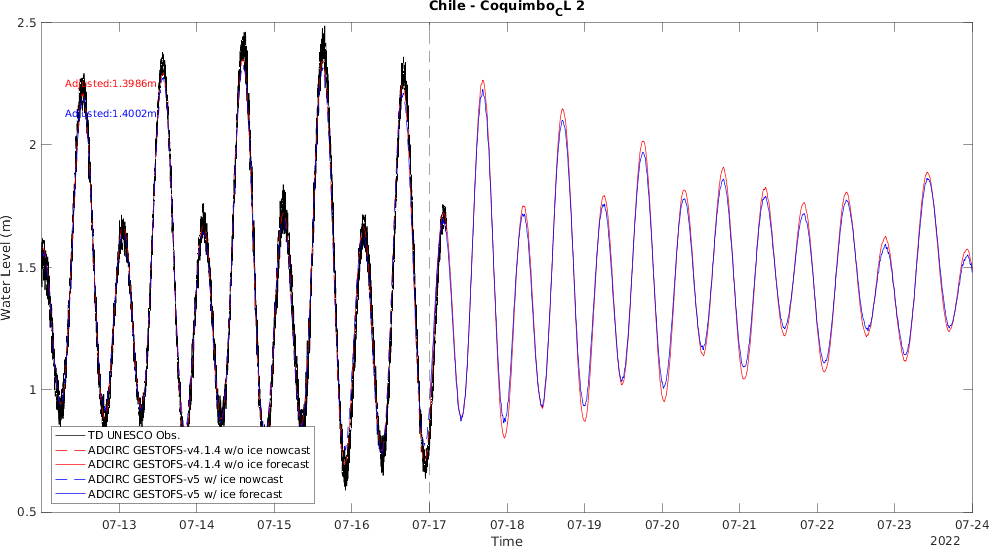 Chile - Coquimbo_CL 2
2.5
Adjusted:1.3986m
Adjusted:1.4002m
2
Water Level (m)
1.5
1
TD UNESCO Obs.
ADCIRC GESTOFS-v4.1.4 w/o ice nowcast
ADCIRC GESTOFS-v4.1.4 w/o ice forecast
ADCIRC GESTOFS-v5 w/ ice nowcast
ADCIRC GESTOFS-v5 w/ ice forecast
0.5
07-13 07-14 07-15 07-16 07-17 07-18 07-19 07-20 07-21 07-22 07-23 07-24
Time
2022